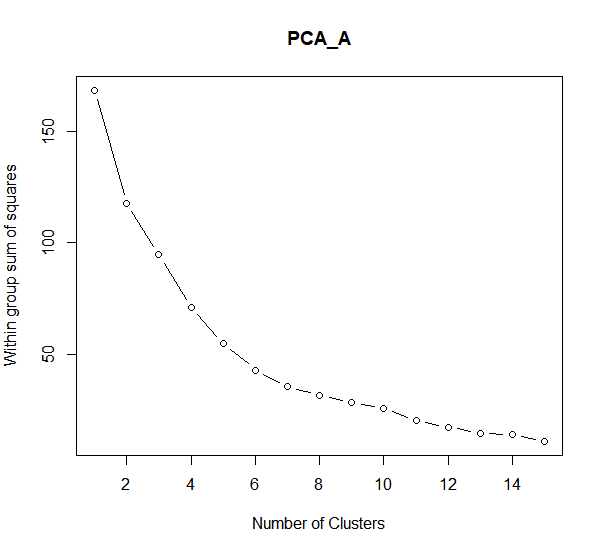 PCA_A
Within group sum of squares
150
100
50
2 4 6 8 10 12 14
Number of Clusters